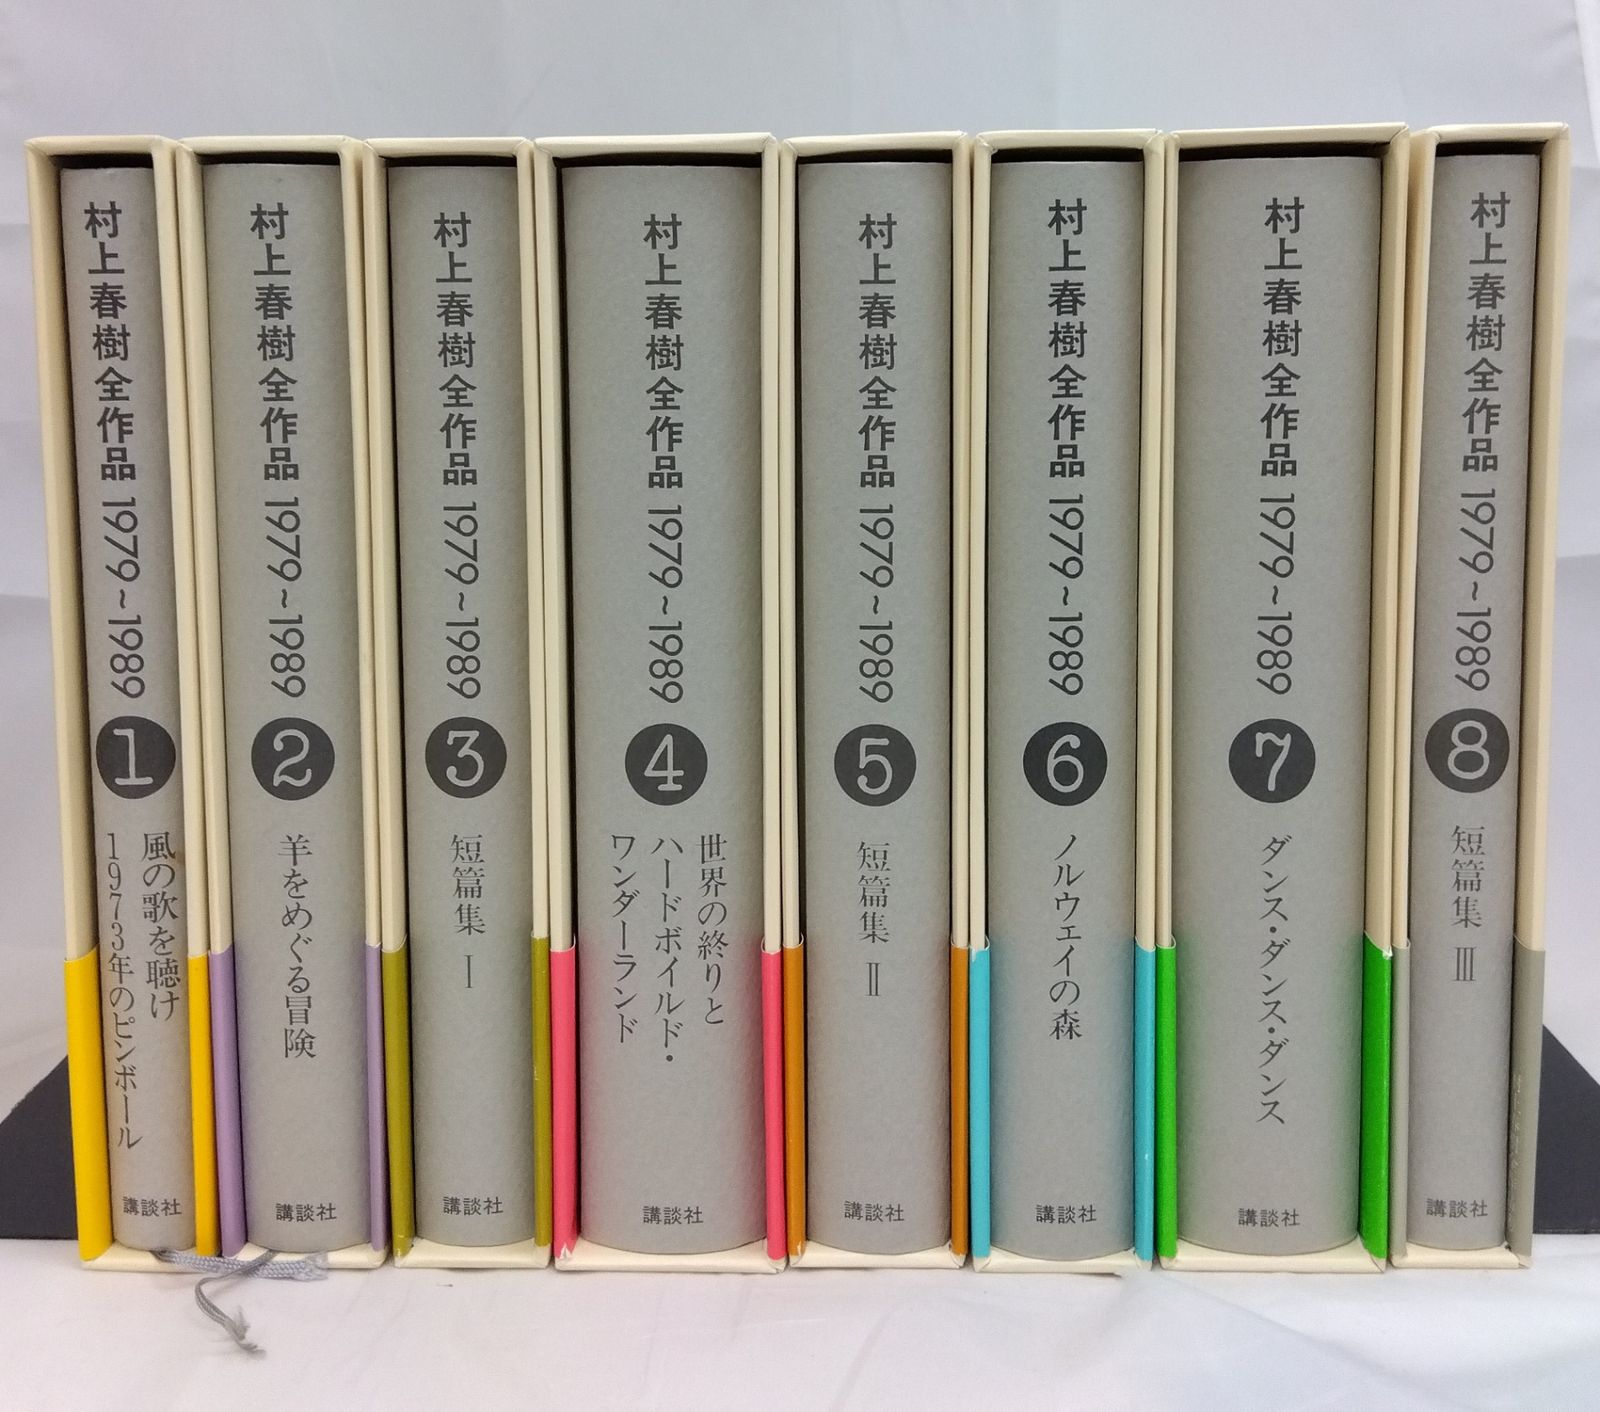 村上春樹全作品 1979~1989
1
風の歌を聴け
1973年のピンボール
講談社
村上春樹全作品 1979~1989
2
羊をめぐる冒険
講談社
村上春樹全作品 1979~1989
3
短篇集 Ⅰ
講談社
村上春樹全作品 1979~1989
4
世界の終りと
ハードボイルド・
ワンダーランド
講談社
村上春樹全作品 1979~1989
5
短篇集 Ⅱ
講談社
村上春樹全作品 1979~1989
6
ノルウェイの森
講談社
村上春樹全作品 1979~1989
7
ダンス・ダンス・ダンス
講談社
村上春樹全作品 1979~1989
8
短篇集 Ⅲ
講談社